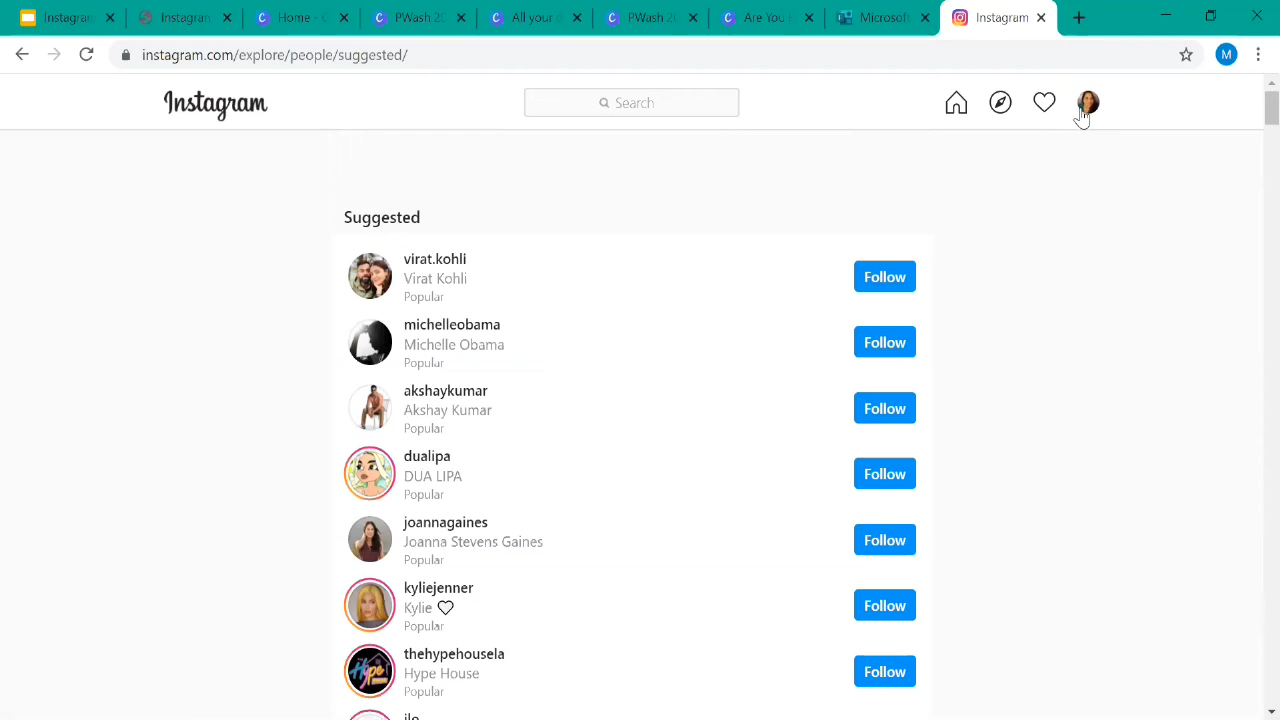 Instagram
Instagram
Home - C
PWash 20
All your d
PWash 20
Are You
Microsoft
Instagram
instagram.com/explore/people/suggested/
M
Instagram
Search
Suggested
virat.kohli
Virat Kohli
Popular
Follow
michelleobama
Michelle Obama
Popular
Follow
akshaykumar
Akshay Kumar
Popular
Follow
dualipa
DUA LIPA
Popular
Follow
joannagaines
Joanna Stevens Gaines
Popular
Follow
kyliejenner
Kylie ♡
Popular
Follow
thehypehousela
Hype House
Popular
Follow